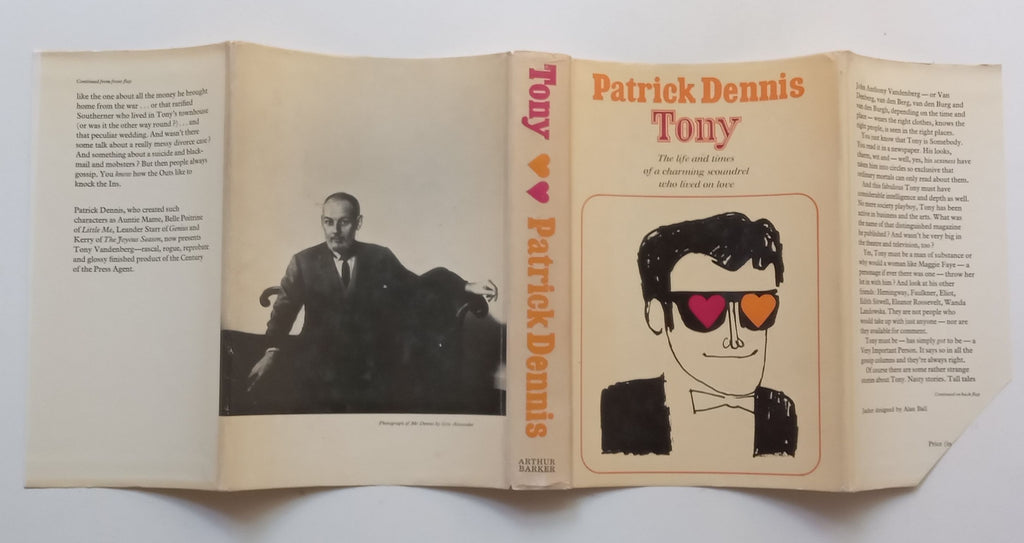 Continued from front flap
like the one about all the money he brought
home from the war . . . or that rarified
Southerner who lived in Tony's townhouse
(or was it the other way round?) . . . and
that peculiar wedding. And wasn't there
some talk about a really messy divorce case?
And something about a suicide and black-
mail and mobsters? But then people always
gossip. You know how the Outs like to
knock the Ins.
Patrick Dennis, who created such
characters as Auntie Mame, Belle Poitrine
of Little Me, Leander Starr of Genius and
Kerry of The Joyous Season, now presents
Tony Vandenberg—rascal, rogue, reprobate
and glossy finished product of the Century
of the Press Agent.
Photograph of Mr Dennis by Alexander
Tony
Patrick Dennis
ARTHUR
BARKER
Patrick Dennis
Tony
The life and times
of a charming scoundrel
who lived on love
John Anthony Vandenberg — or Van
Denberg, van den Berg, van den Burg and
van den Burgh, depending on the time and
place — wears the right clothes, knows the
right people, is seen in the right places.
You just know that Tony is Somebody.
You read it in a newspaper. His looks,
charm, wit and — well, yes, his sexiness have
taken him into circles so exclusive that
ordinary mortals can only read about them.
And this fabulous Tony must have
considerable intelligence and depth as well.
No mere society playboy, Tony has been
active in business and the arts. What was
the name of that distinguished magazine
he published? And wasn't he very big in
the theatre and television, too?
Yes, Tony must be a man of substance or
why would a woman like Maggie Faye — a
personage if ever there was one — throw her
lot in with him? And look at his other
friends: Hemingway, Faulkner, Eliot,
Edith Sitwell, Eleanor Roosevelt, Wanda
Landowska. They are not people who
would take up with just anyone — nor are
they available for comment.
Tony must be — has simply got to be — a
Very Important Person. It says so in all the
gossip columns and they're always right.
Of course there are some rather strange
stories about Tony. Nasty stories. Tall tales
Continued on back flap
Jacket designed by Alan Ball
Price